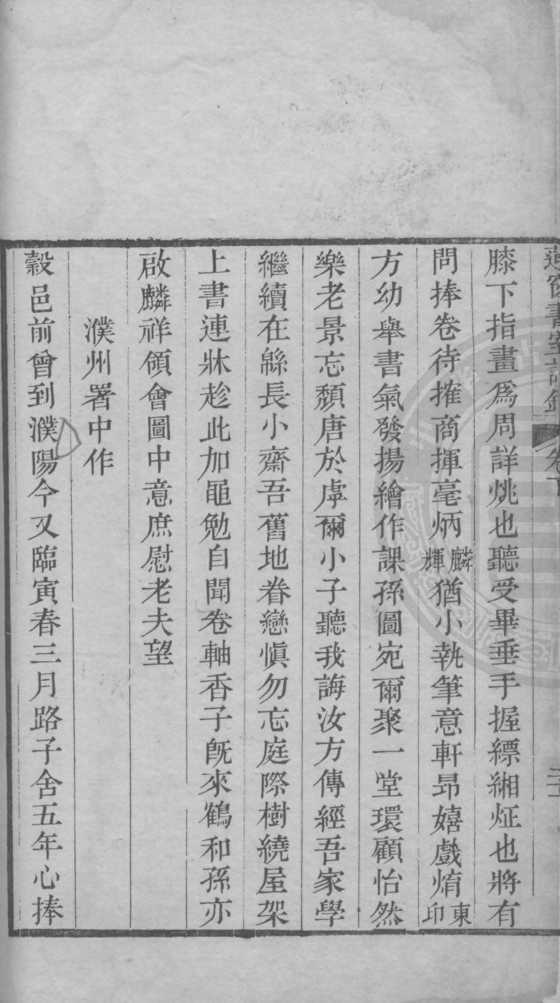 膝下指畫爲周詳烑也聽受畢垂手握縹緗炡也將有
問捧卷待搉商揮毫炳麟輝猶小執筆意軒昂嬉戲焴東印
方幼舉書氣發揚繪作課孫圖宛爾聚一堂環顧怡然
樂老景忘頹唐於虖爾小子聽我誨汝方傳經吾家學
繼續在緜長小齋吾舊地眷戀愼勿忘庭際樹繞屋架
上書連牀趁此加黽勉自聞卷軸香子旣來鶴和孫亦
啟麟祥領會圖中意庶慰老夫望
濮州署中作
穀邑前曾到濮陽今又臨寅春三月路子舍五年心捧